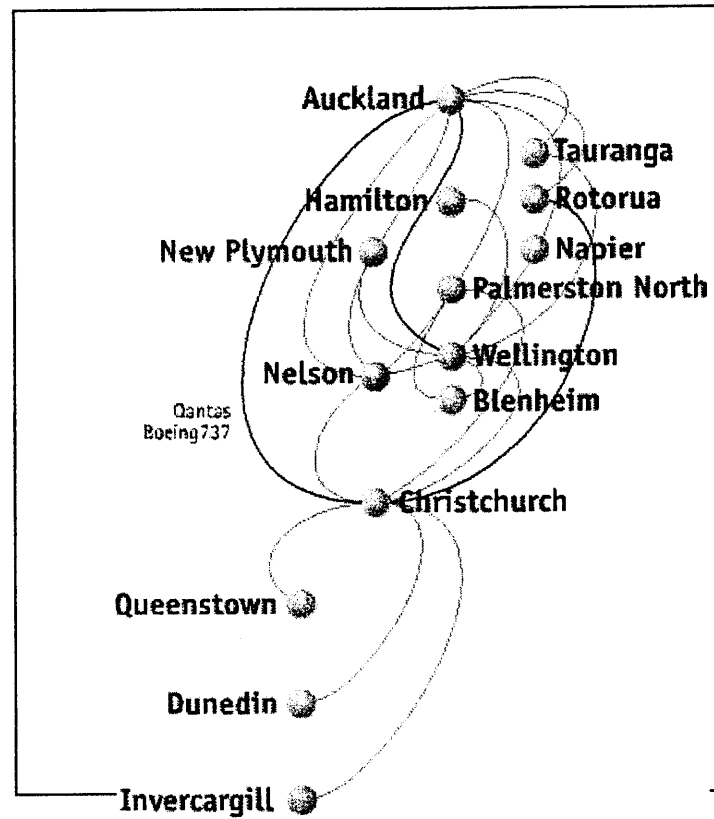 Auckland
Tauranga
Hamilton
Rotorua
New Plymouth
Napier
Palmerston North
Wellington
Nelson
Blenheim
Qantas
Boeing737
Christchurch
Queenstown
Dunedin
Invercargill